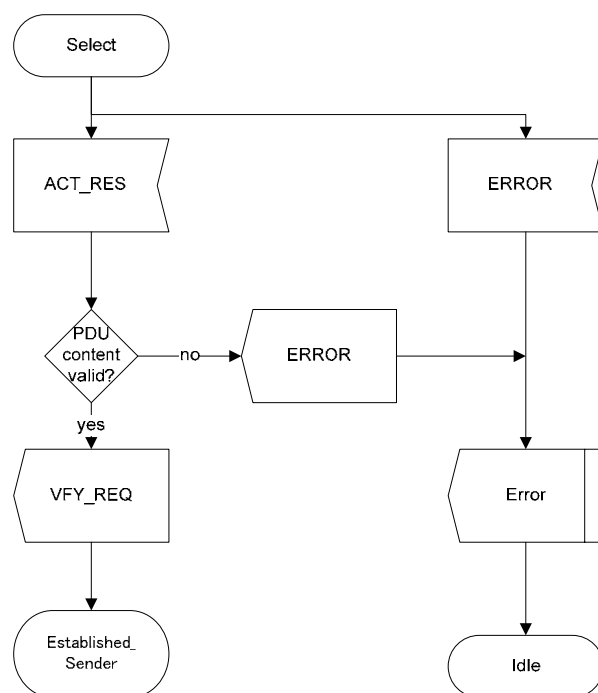 Select
ACT_RES
ERROR
PDU
content
valid?
no
ERROR
yes
VFY_REQ
Error
Established_
Sender
Idle